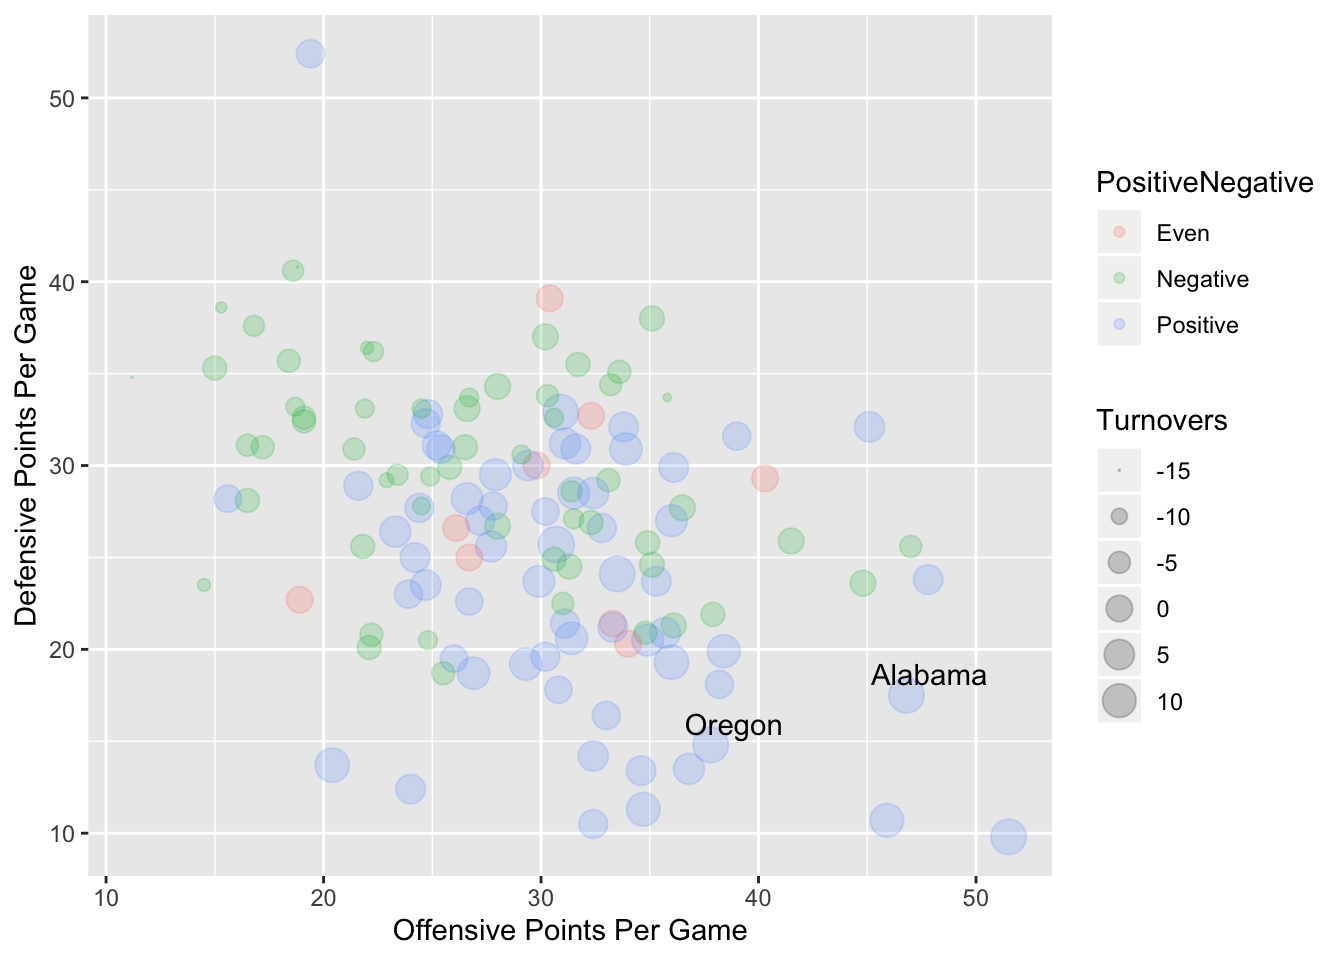 50
40
30
20
10
Defensive Points Per Game
Alabama
Oregon
10
20
30
40
50
Offensive Points Per Game
PositiveNegative
Even
Negative
Positive
Turnovers
-15
-10
-5
0
5
10